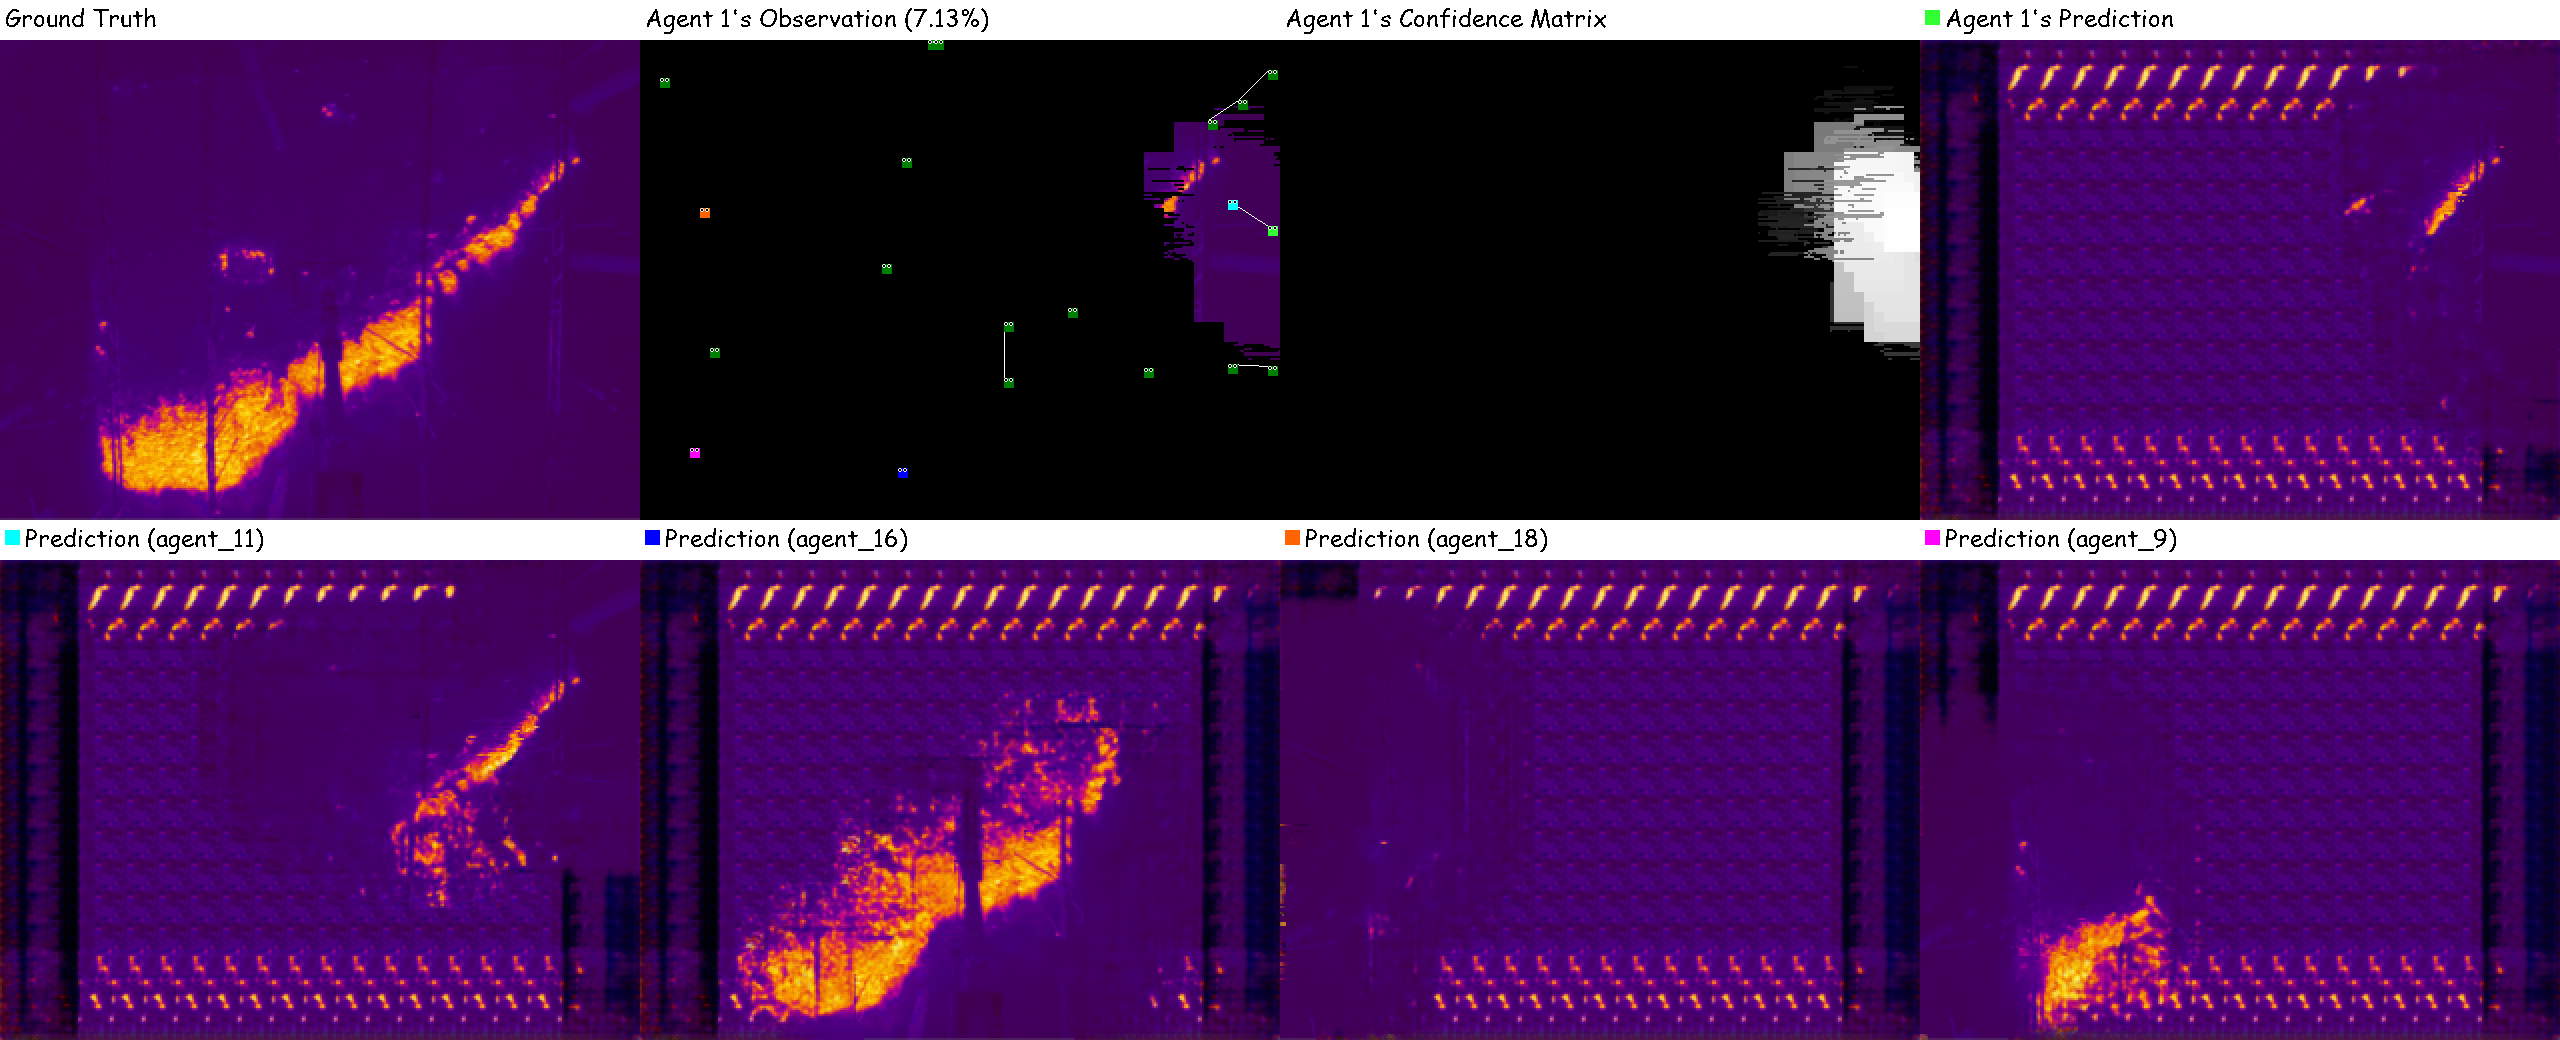 Ground Truth
Agent 1's Observation (7.13%)
Agent 1's Confidence Matrix
Agent 1's Prediction
Prediction (agent_11)
Prediction (agent_16)
Prediction (agent_18)
Prediction (agent_9)